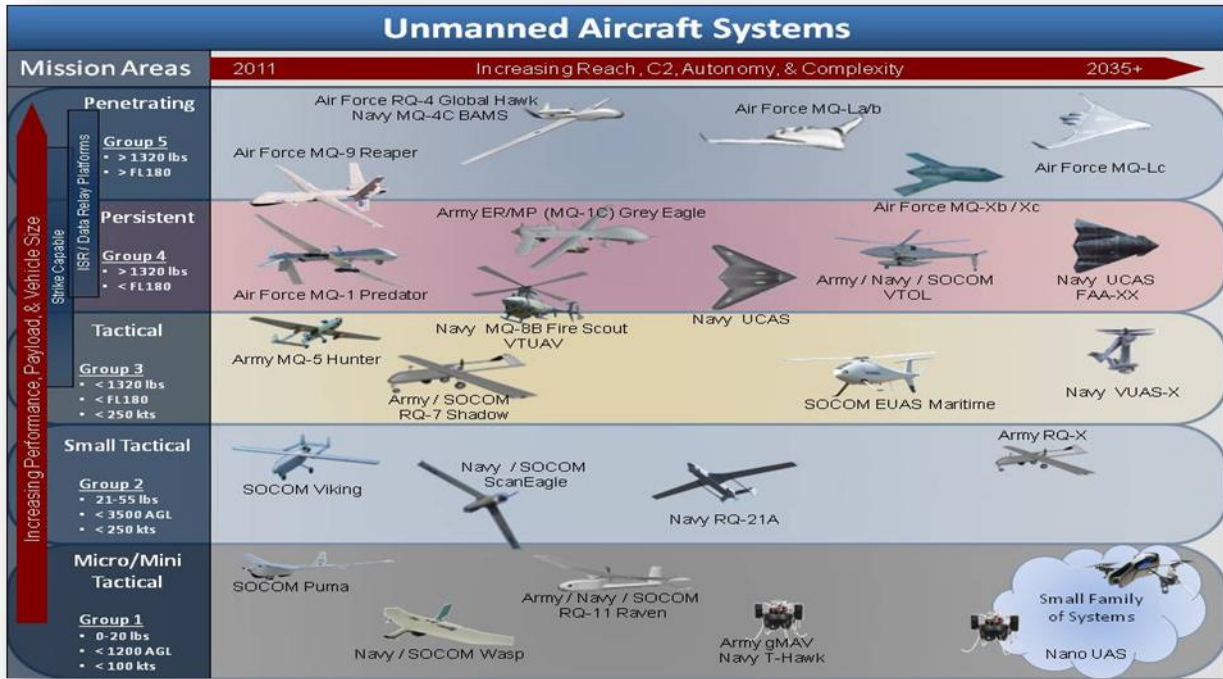 Unmanned Aircraft Systems
Mission Areas
2011
Increasing Reach, C2, Autonomy, & Complexity
2035+
Increasing Performance, Payload, & Vehicle Size
Strike Capable
ISR / Data Relay Platforms
Penetrating
Group 5
• > 1320 lbs
• > FL180
Air Force RQ-4 Global Hawk
Navy MQ-4C BAMS
Air Force MQ-La/b
Air Force MQ-9 Reaper
Air Force MQ-Lc
Air Force MQ-Xb / Xc
Persistent
Group 4
• > 1320 lbs
• < FL180
Army ER/MP (MQ-1C) Grey Eagle
Air Force MQ-1 Predator
Army / Navy / SOCOM
VTOL
Navy UCAS
FAA-XX
Navy UCAS
Navy MQ-8B Fire Scout
VTUAV
Tactical
Group 3
• < 1320 lbs
• < FL180
• < 250 kts
Army MQ-5 Hunter
Army / SOCOM
RQ-7 Shadow
SOCOM EUAS Maritime
Navy VUAS-X
Small Tactical
Group 2
• 21-55 lbs
• < 3500 AGL
• < 250 kts
SOCOM Viking
Navy / SOCOM
ScanEagle
Navy RQ-21A
Army RQ-X
Micro/Mini
Tactical
Group 1
• 0-20 lbs
• < 1200 AGL
• < 100 kts
SOCOM Puma
Navy / SOCOM Wasp
Army / Navy / SOCOM
RQ-11 Raven
Army gMAV
Navy T-Hawk
Small Family
of Systems
Nano UAS